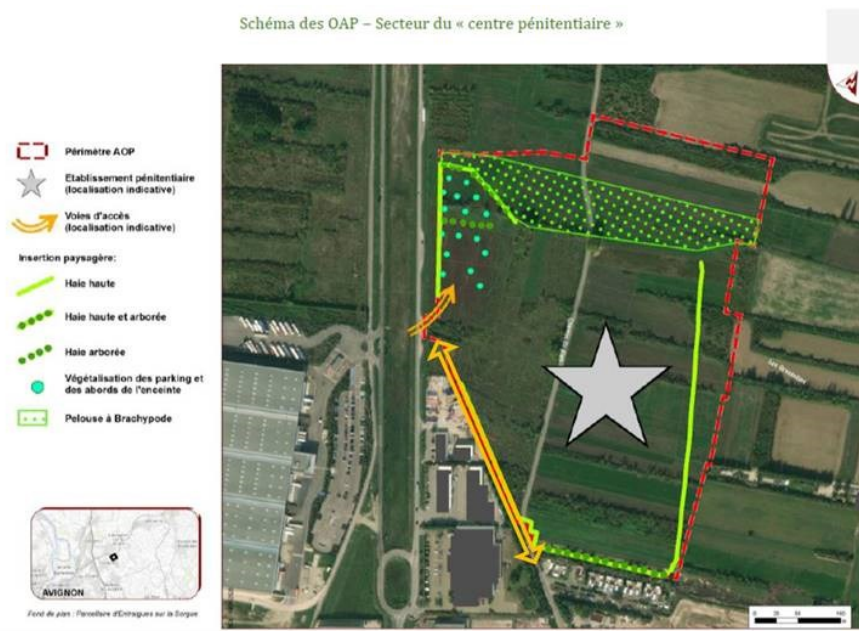 Schéma des OAP – Secteur du « centre pénitentiaire »
Périmètre AOP
Etablissement pénitentiaire
(localisation indicative)
Voies d'accès
(localisation indicative)
Insertion paysagère:
Haie haute
Haie haute et arborée
Haie arborée
Végétalisation des parking et
des abords de l'enceinte
Pelouse à Brachypode
AVIGNON
Fond de plan : Parcellaire d'Entraigues sur la Sorgue